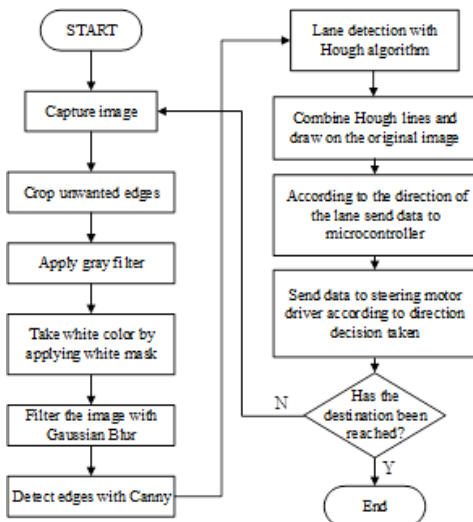 START
Capture image
Crop unwanted edges
Apply gray filter
Take white color by
applying white mask
Filter the image with
Gaussian Blur
Detect edges with Canny
Lane detection with
Hough algorithm
Combine Hough lines and
draw on the original image
According to the direction of
the lane send data to
microcontroller
Send data to steering motor
driver according to direction
decision taken
Has the
destination been
reached?
N
Y
End